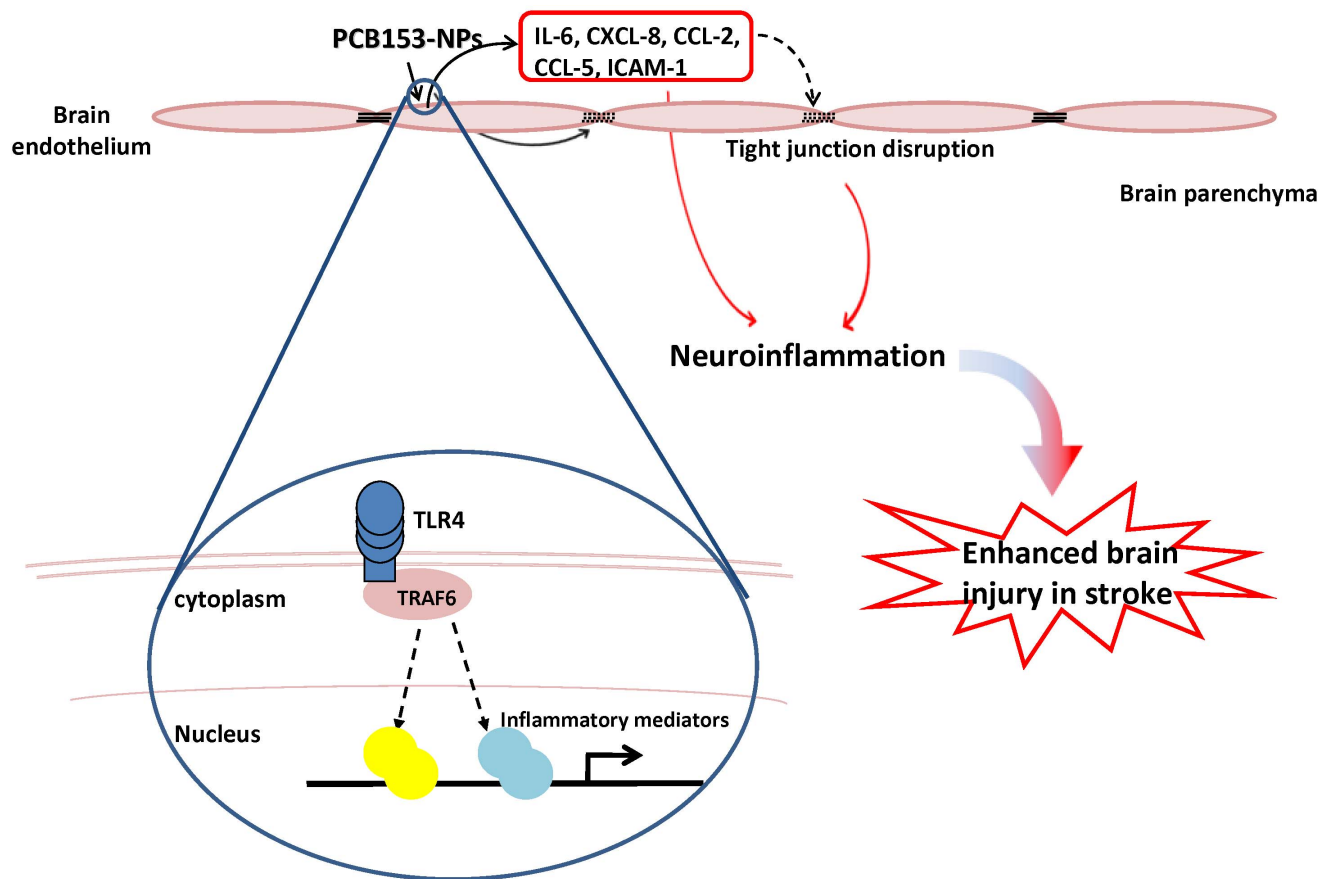 PCB153-NPs
IL-6, CXCL-8, CCL-2,
CCL-5, ICAM-1
Brain
endothelium
Tight junction disruption
Brain parenchyma
Neuroinflammation
Enhanced brain
injury in stroke
TLR4
TRAF6
cytoplasm
Nucleus
Inflammatory mediators